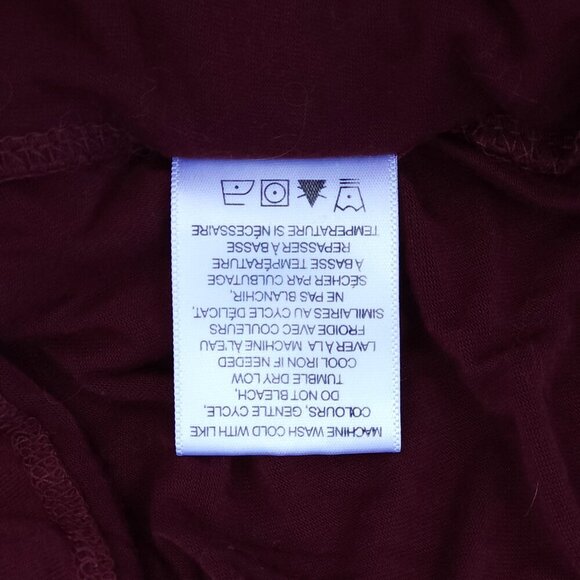 MACHINE WASH COLD WITH LIKE
COLOURS, GENTLE CYCLE,
DO NOT BLEACH,
TUMBLE DRY LOW
COOL IRON IF NEEDED
LAVER À LA MACHINE À L'EAU
FROIDE AVEC COULEURS
SIMILAIRES AU CYCLE DÉLICAT,
NE PAS BLANCHIR,
SÉCHER PAR CULBUTAGE
À BASSE TEMPÉRATURE
REPASSER À BASSE
TEMPERATURE SI NÉCESSAIRE